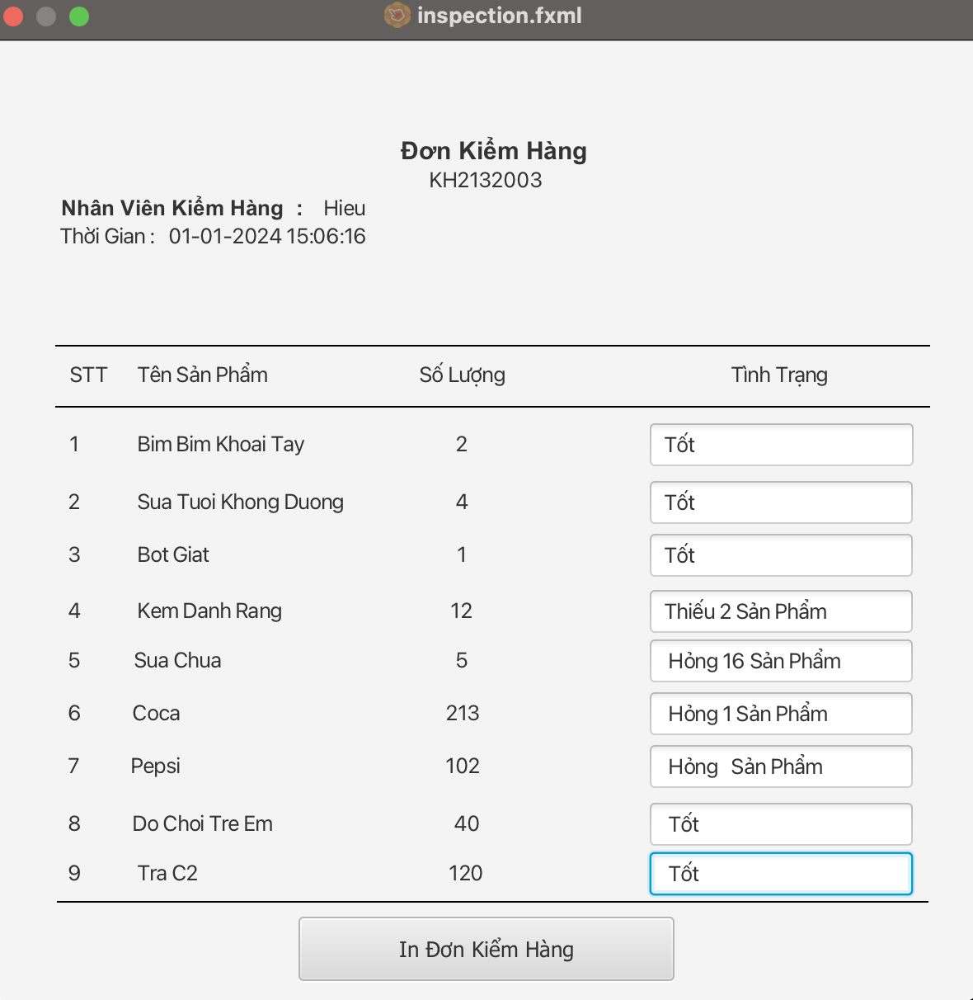 inspection.fxml
Đơn Kiểm Hàng
KH2132003
Nhân Viên Kiểm Hàng : Hieu
Thời Gian : 01-01-2024 15:06:16
STT Tên Sản Phẩm Số Lượng Tình Trạng
1 Bim Bim Khoai Tay 2 Tốt
2 Sua Tuoi Khong Duong 4 Tốt
3 Bot Giat 1 Tốt
4 Kem Danh Rang 12 Thiếu 2 Sản Phẩm
5 Sua Chua 5 Hỏng 16 Sản Phẩm
6 Coca 213 Hỏng 1 Sản Phẩm
7 Pepsi 102 Hỏng Sản Phẩm
8 Do Choi Tre Em 40 Tốt
9 Tra C2 120 Tốt
In Đơn Kiểm Hàng